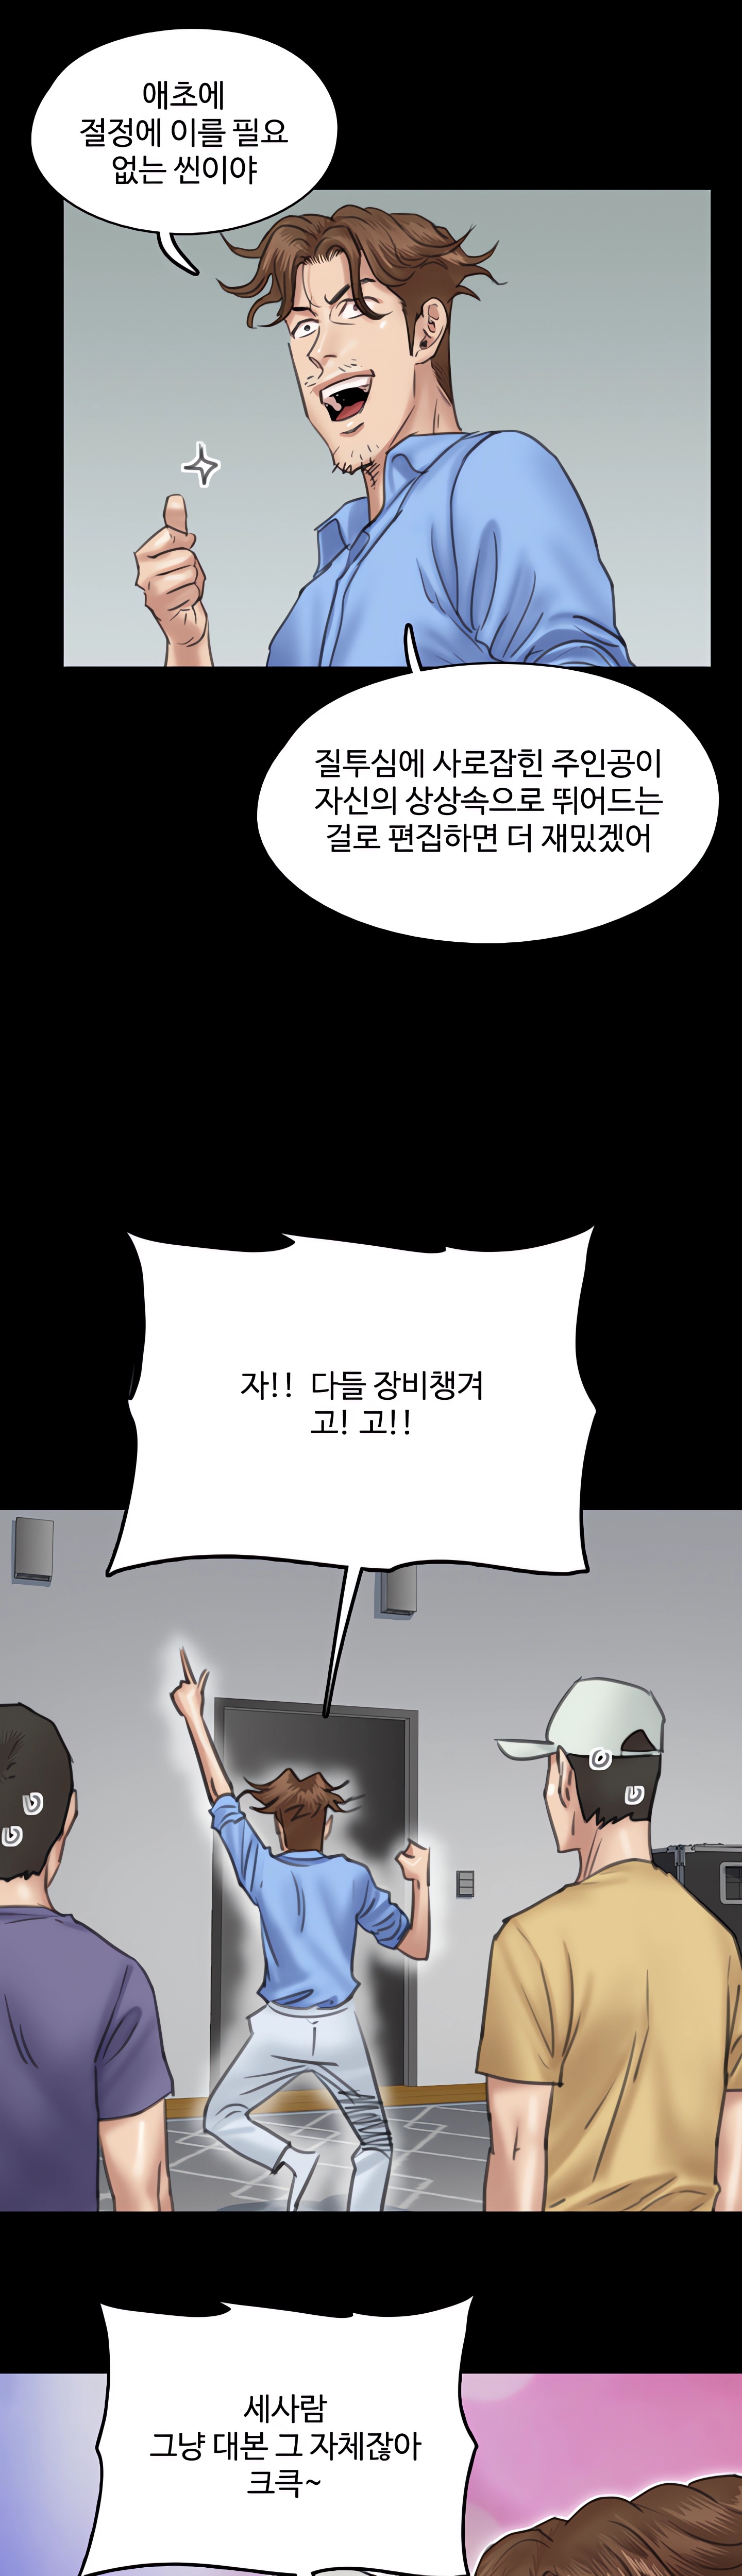 애초에
절정에 이를 필요
없는 씬이야
질투심에 사로잡힌 주인공이
자신의 상상속으로 뛰어드는
걸로 편집하면 더 재밌겠어
자!! 다들 장비챙겨
고! 고!!
세사람
그냥 대본 그 자체잖아
크큭~